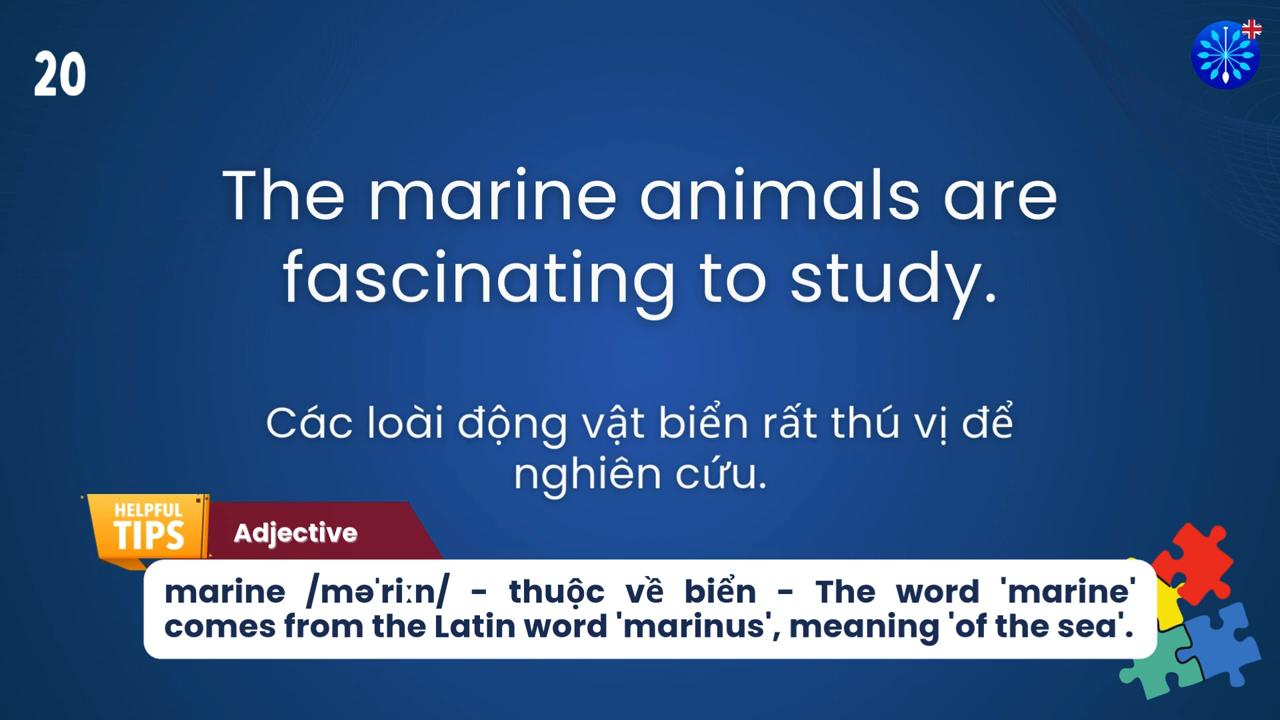 20
The marine animals are
fascinating to study.
Các loài động vật biển rất thú vị để
nghiên cứu.
HELPFUL
TIPS
Adjective
marine /məˈriːn/ - thuộc về biển - The word 'marine'
comes from the Latin word 'marinus', meaning 'of the sea'.